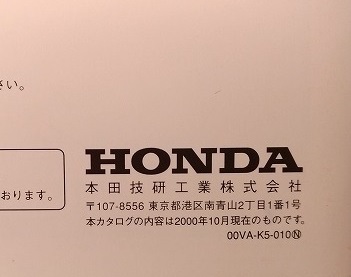 さい。
HONDA
本田技研工業株式会社
〒107-8556 東京都港区南青山2丁目1番1号
おります。
本カタログの内容は2000年10月現在のものです。
00VA-K5-010Ⓝ